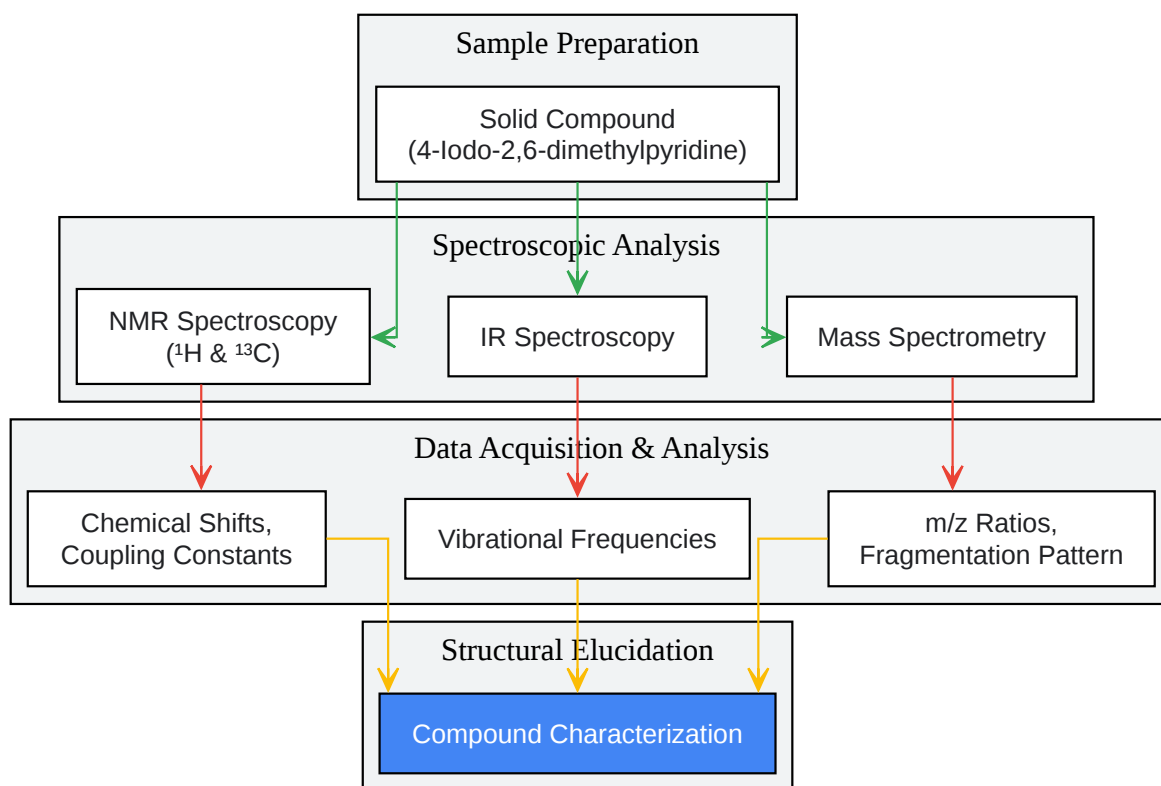 Sample Preparation
Solid Compound
(4-Iodo-2,6-dimethylpyridine)
Spectroscopic Analysis
NMR Spectroscopy
(¹H & ¹³C)
IR Spectroscopy
Mass Spectrometry
Data Acquisition & Analysis
Chemical Shifts,
Coupling Constants
Vibrational Frequencies
m/z Ratios,
Fragmentation Pattern
Structural Elucidation
Compound Characterization